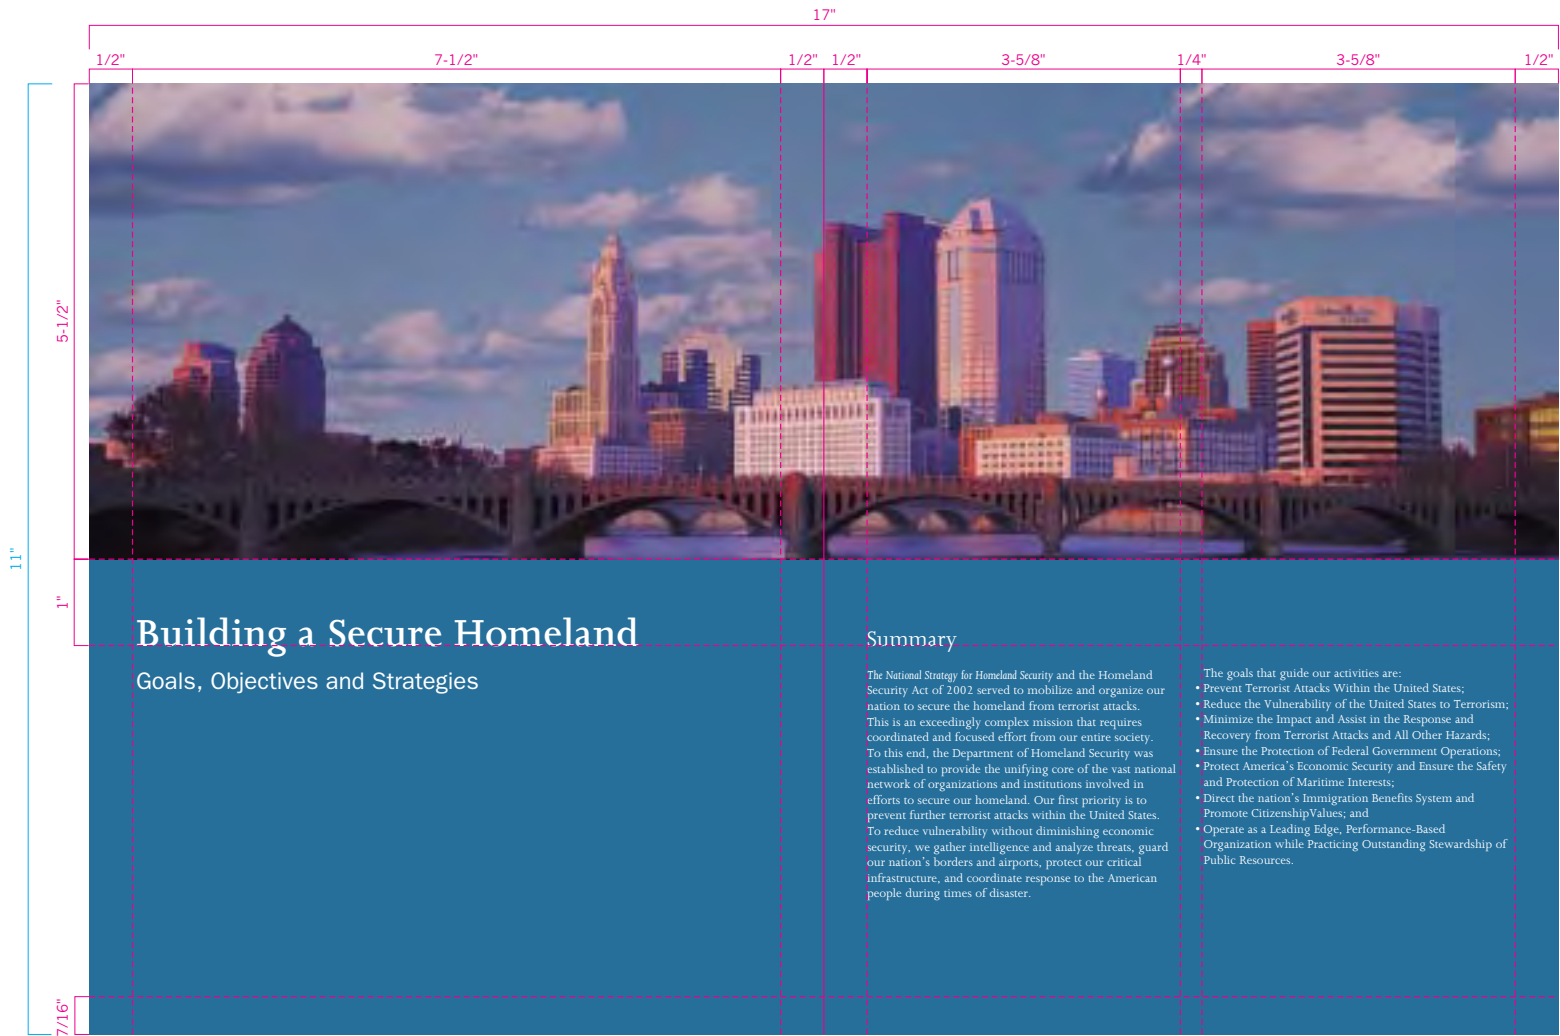 17"
1/2"
7-1/2"
1/2"
1/2"
3-5/8"
1/4"
3-5/8"
1/2"
5-1/2"
11"
1"
7/16"
Building a Secure Homeland
Goals, Objectives and Strategies
Summary
The National Strategy for Homeland Security and the Homeland
Security Act of 2002 served to mobilize and organize our
nation to secure the homeland from terrorist attacks.
This is an exceedingly complex mission that requires
coordinated and focused effort from our entire society.
To this end, the Department of Homeland Security was
established to provide the unifying core of the vast national
network of organizations and institutions involved in
efforts to secure our homeland. Our first priority is to
prevent further terrorist attacks within the United States.
To reduce vulnerability without diminishing economic
security, we gather intelligence and analyze threats, guard
our nation's borders and airports, protect our critical
infrastructure, and coordinate response to the American
people during times of disaster.
The goals that guide our activities are:
• Prevent Terrorist Attacks Within the United States;
• Reduce the Vulnerability of the United States to Terrorism;
• Minimize the Impact and Assist in the Response and
Recovery from Terrorist Attacks and All Other Hazards;
• Ensure the Protection of Federal Government Operations;
• Protect America's Economic Security and Ensure the Safety
and Protection of Maritime Interests;
• Direct the nation's Immigration Benefits System and
Promote CitizenshipValues; and
• Operate as a Leading Edge, Performance-Based
Organization while Practicing Outstanding Stewardship of
Public Resources.